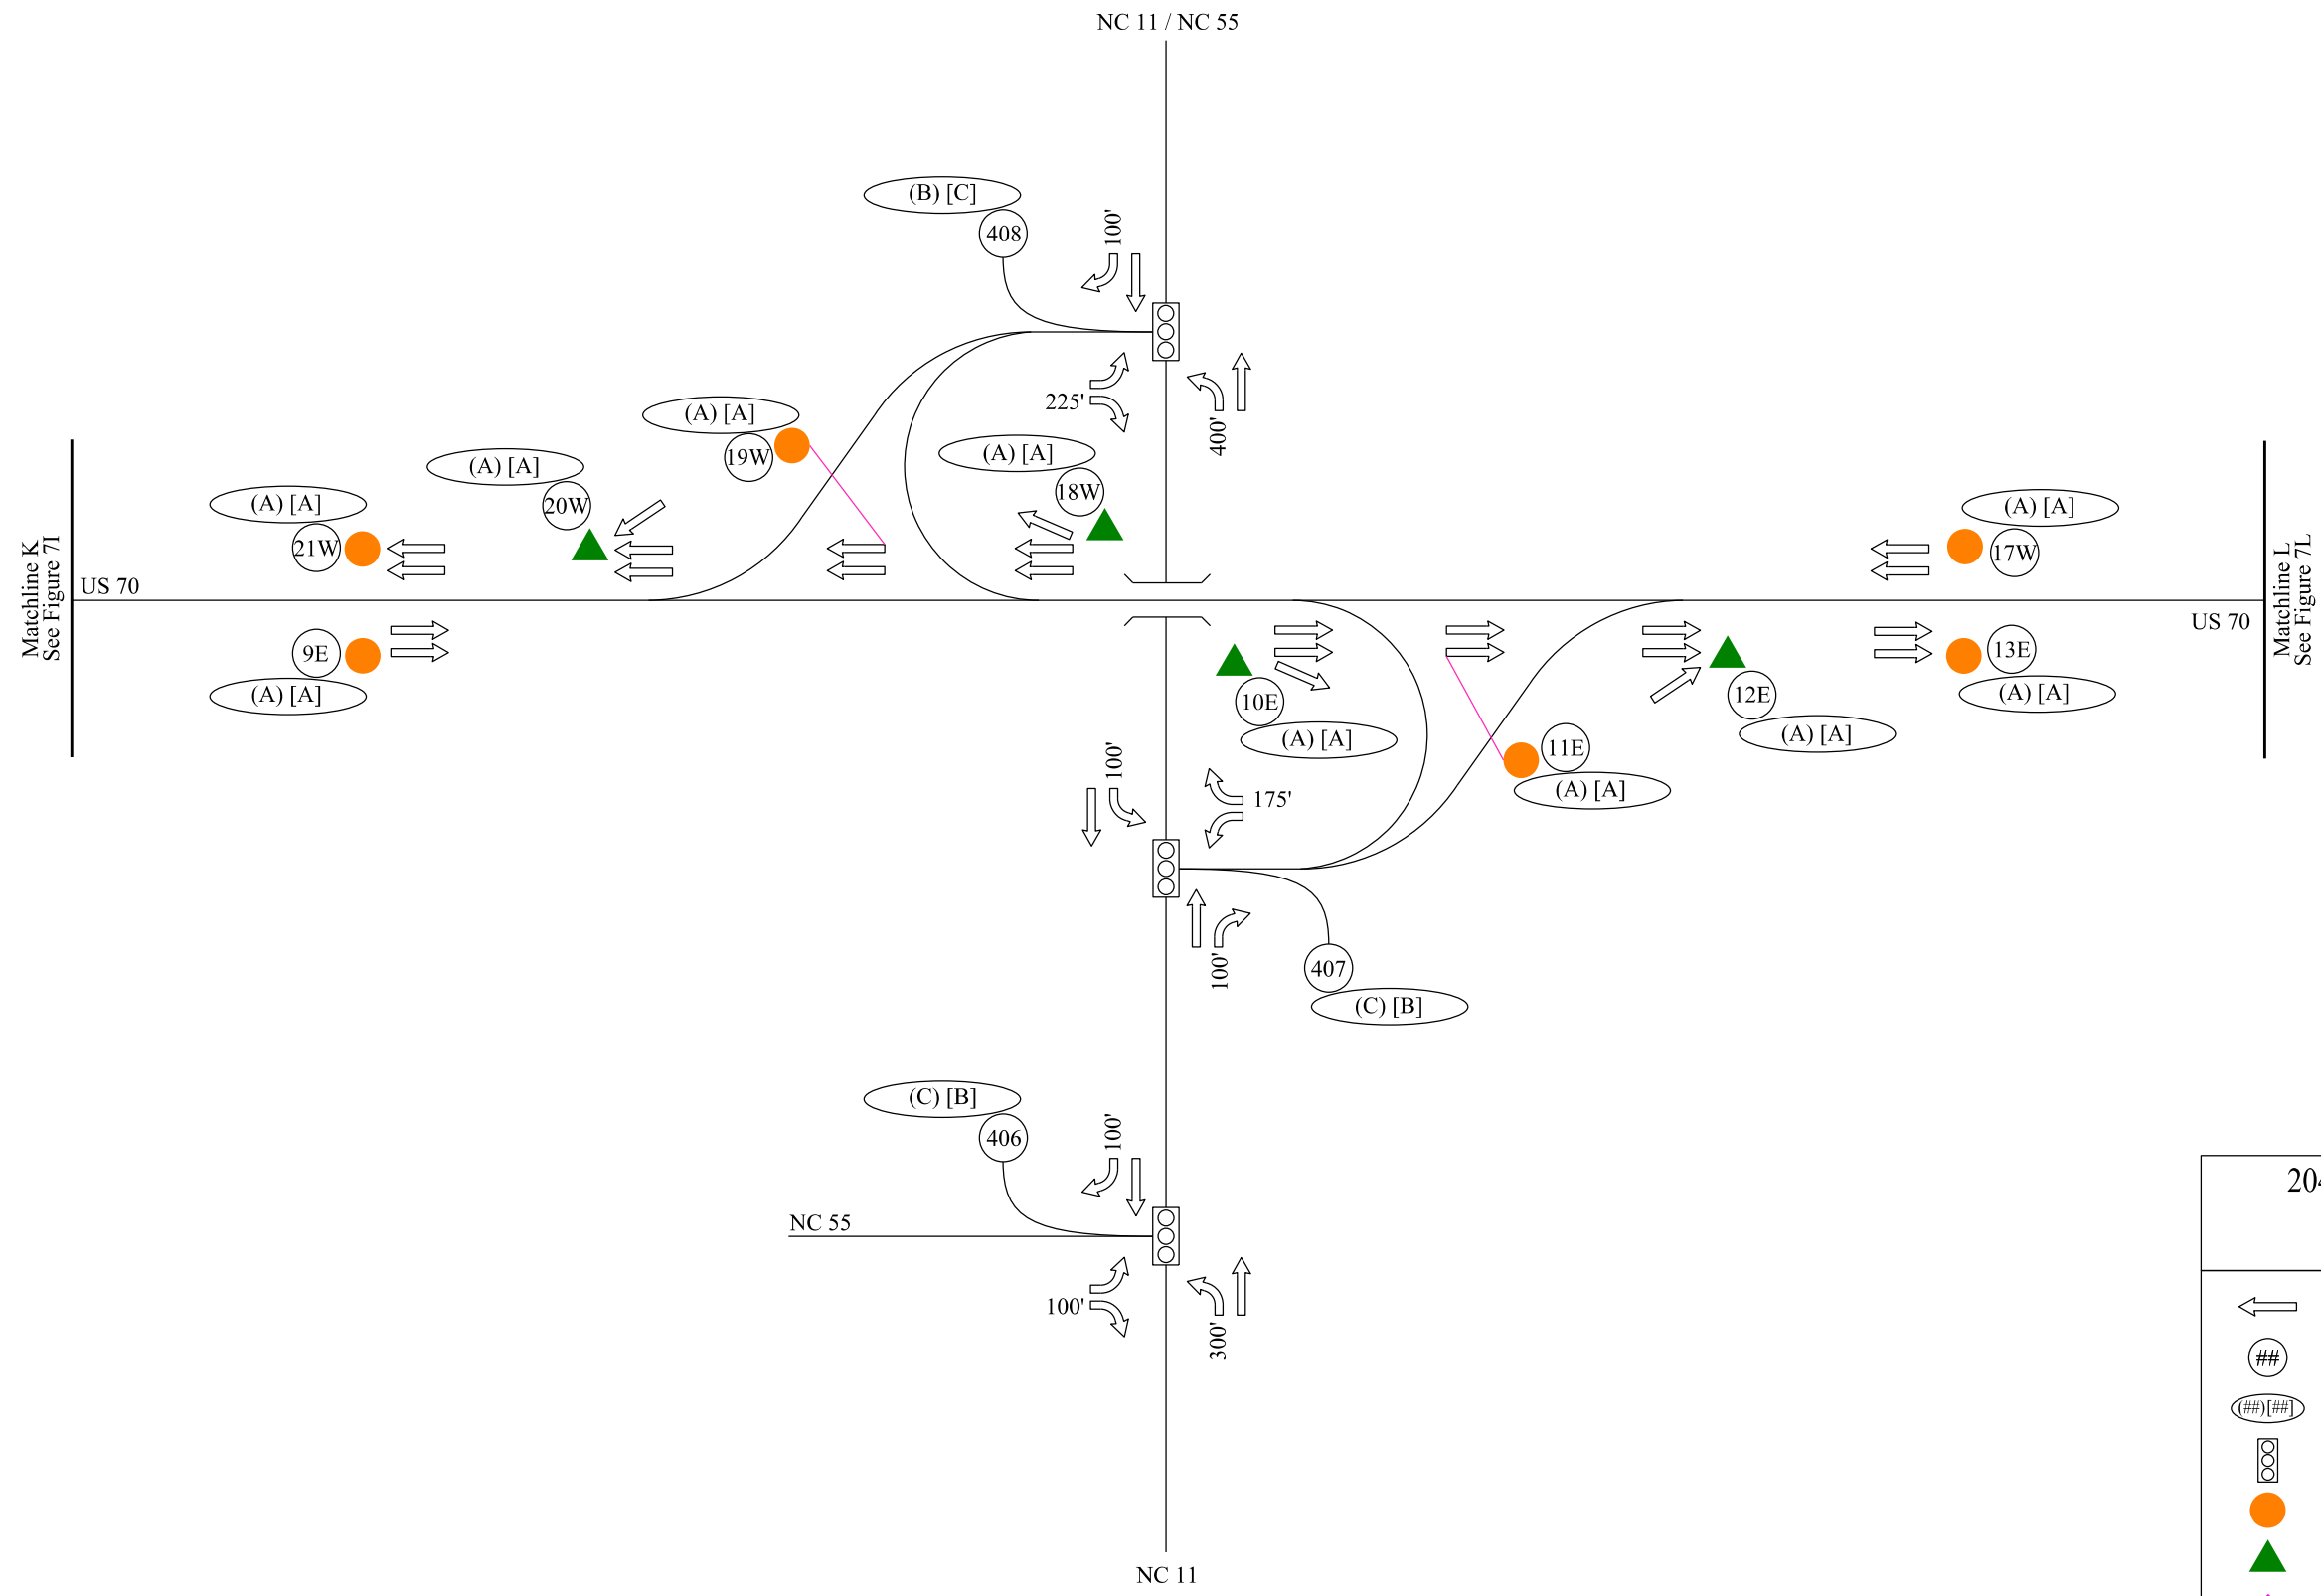 NC 11 / NC 55
(B) [C]
408
100'
225'
400'
(A) [A]
19W
(A) [A]
18W
(A) [A]
20W
(A) [A]
21W
(A) [A]
17W
Matchline K
See Figure 7I
US 70
US 70
Matchline L
See Figure 7L
9E
(A) [A]
10E
(A) [A]
11E
(A) [A]
12E
(A) [A]
13E
(A) [A]
100'
175'
100'
407
(C) [B]
(C) [B]
406
100'
NC 55
100'
300'
NC 11
204
##
(##)[##]